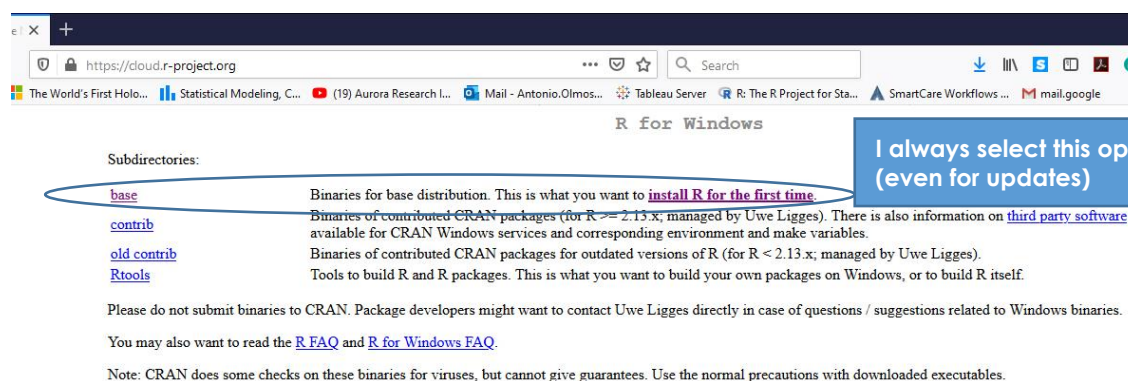 https://cloud.r-project.org
Search
The World's First Holo... Statistical Modeling, C... (19) Aurora Research I... Mail - Antonio.Olmos... Tableau Server R: The R Project for Sta... SmartCare Workflows ... mail.google
R for Windows
I always select this op
(even for updates)
Subdirectories:
base Binaries for base distribution. This is what you want to install R for the first time.
contrib Binaries of contributed CRAN packages (for R >= 2.13.x; managed by Uwe Ligges). There is also information on third party software
available for CRAN Windows services and corresponding environment and make variables.
old contrib Binaries of contributed CRAN packages for outdated versions of R (for R < 2.13.x; managed by Uwe Ligges).
Rtools Tools to build R and R packages. This is what you want to build your own packages on Windows, or to build R itself.
Please do not submit binaries to CRAN. Package developers might want to contact Uwe Ligges directly in case of questions / suggestions related to Windows binaries.
You may also want to read the R FAQ and R for Windows FAQ.
Note: CRAN does some checks on these binaries for viruses, but cannot give guarantees. Use the normal precautions with downloaded executables.